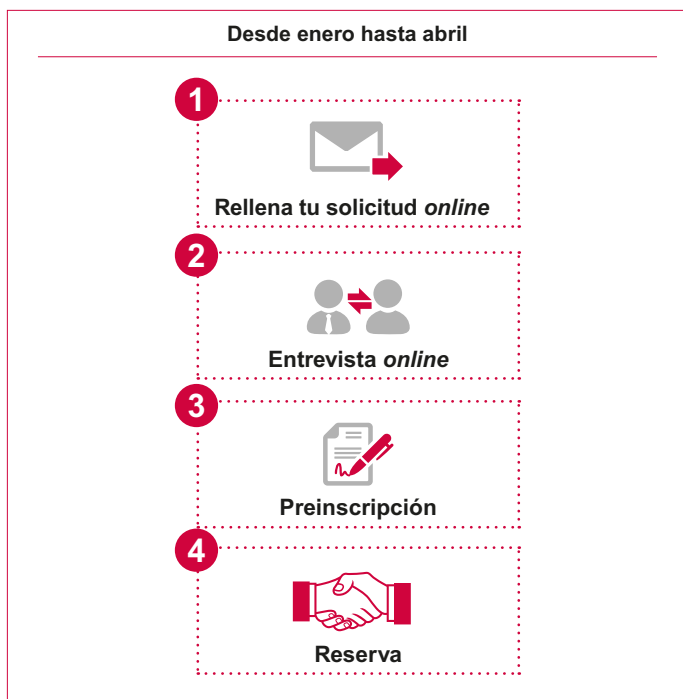 Desde enero hasta abril
1
Rellena tu solicitud online
2
Entrevista online
3
Preinscripción
4
Reserva